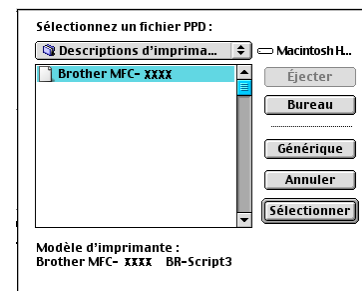 Sélectionnez un fichier PPD :
Descriptions d'imprima...
Macintosh H...
Brother MFC- XXXX
Éjecter
Bureau
Générique
Annuler
Sélectionner
Modèle d'imprimante :
Brother MFC- XXXX BR-Script3